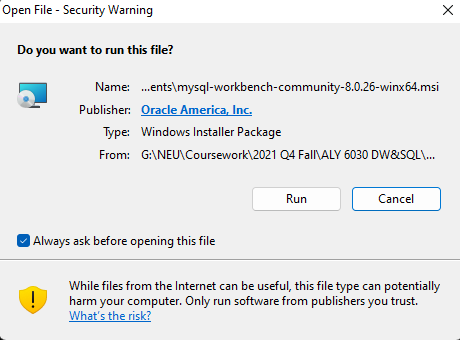 Open File - Security Warning
Do you want to run this file?
Name: ...ents\mysql-workbench-community-8.0.26-winx64.msi
Publisher: Oracle America, Inc.
Type: Windows Installer Package
From: G:\NEU\Coursework\2021 Q4 Fall\ALY 6030 DW&SQL\...
Run Cancel
Always ask before opening this file
While files from the Internet can be useful, this file type can potentially
harm your computer. Only run software from publishers you trust.
What's the risk?